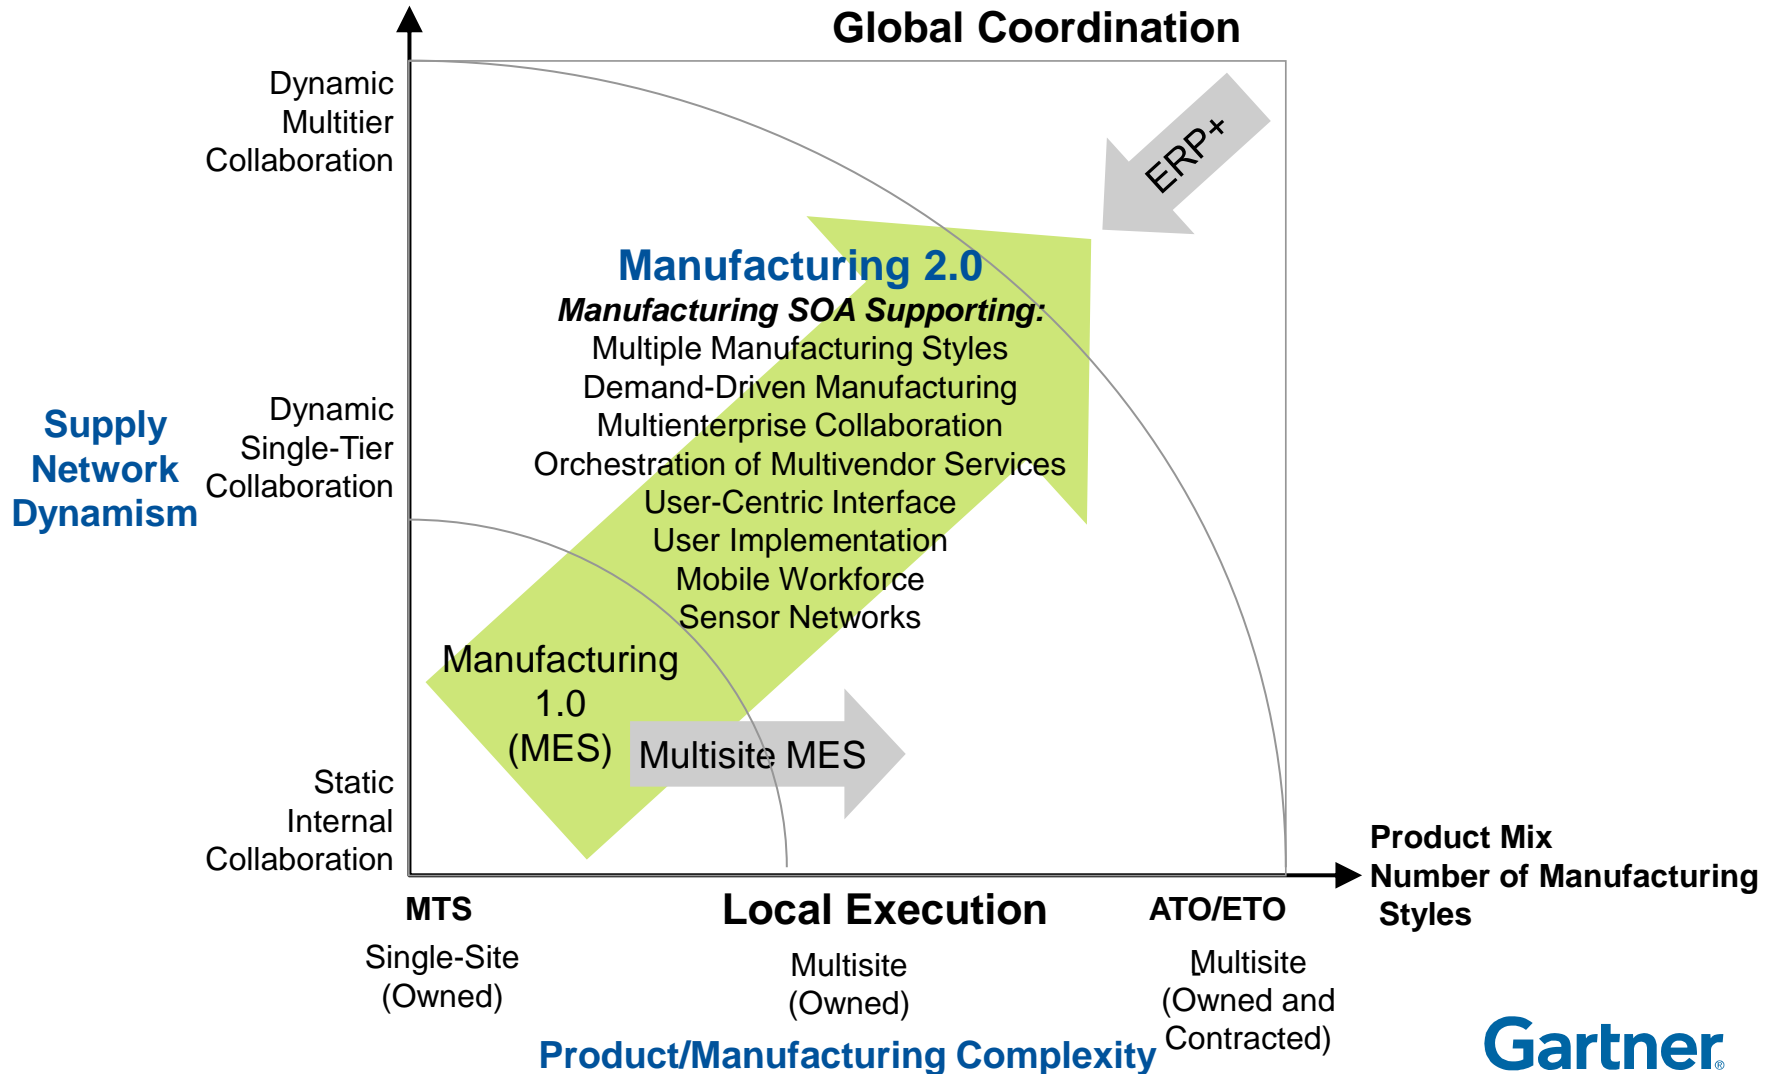 Global Coordination
Dynamic
Multitier
Collaboration
ERP+
Manufacturing 2.0
Manufacturing SOA Supporting:
Multiple Manufacturing Styles
Demand-Driven Manufacturing
Multienterprise Collaboration
Orchestration of Multivendor Services
User-Centric Interface
User Implementation
Mobile Workforce
Sensor Networks
Supply
Network
Dynamism
Dynamic
Single-Tier
Collaboration
Manufacturing
1.0
(MES)
Multisite MES
Static
Internal
Collaboration
Product Mix
Number of Manufacturing
Styles
MTS
Local Execution
ATO/ETO
Single-Site
(Owned)
Multisite
(Owned)
Multisite
(Owned and
Contracted)
Product/Manufacturing Complexity
Gartner®